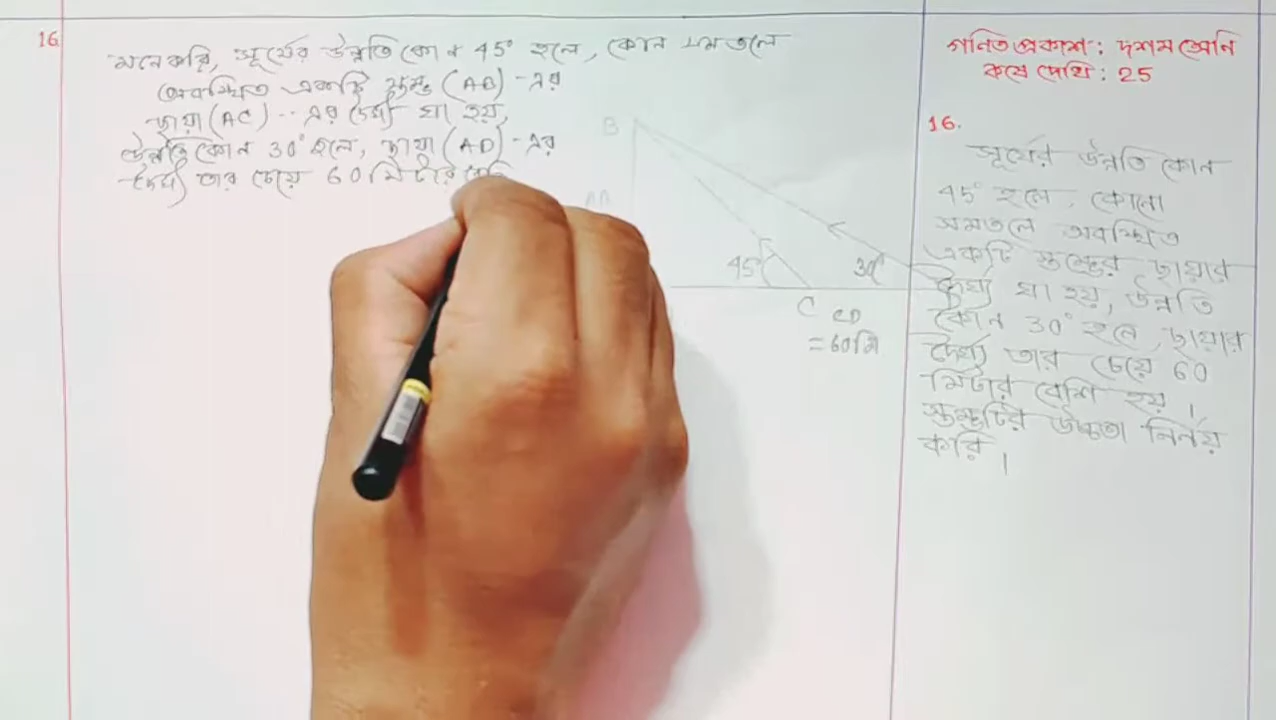 16
মনেকরি, সূর্যের উন্নতি কোন 45° হলে, কোন সমতলে
অবস্থিত একটি স্তম্ভ (AB) -এর
ছায়া (AC) -- এর দৈর্ঘ্য যা হয়,
উন্নতি কোন 30° হলে, ছায়া (AD) -এর
দৈর্ঘ্য তার চেয়ে 60 মিটার
B
45°
30
C
CD
= 60মি
গনিত প্রকাশ : দশম শ্রেনি
কষে দেখি : 25
16.
সূর্যের উন্নতি কোন
45° হলে, কোনো
সমতলে অবস্থিত
একটি স্তম্ভের ছায়ার
দৈর্ঘ্য যা হয়, উন্নতি
কোন 30° হলে ছায়ার
দৈর্ঘ্য তার চেয়ে 60
মিটার বেশি হয় ।
স্তম্ভটির উচ্চতা নির্ণয়
করি ।